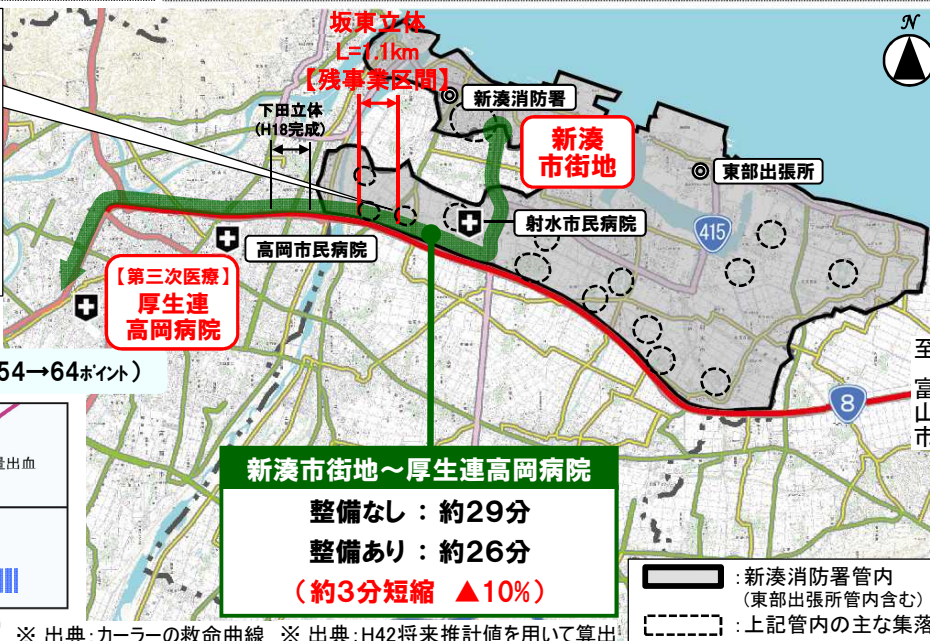 坂東立体
L=1.1km
【残事業区間】
N
下田立体
(H18完成)
新湊消防署
新湊
市街地
東部出張所
415
射水市民病院
高岡市民病院
【第三次医療】
厚生連
高岡病院
54→64ポイント）
至
富山市
8
量出血
新湊市街地～厚生連高岡病院
整備なし：約29分
整備あり：約26分
（約3分短縮 ▲10%）
：新湊消防署管内
（東部出張所管内含む）
：上記管内の主な集落
※ 出典：カーラーの救命曲線 ※ 出典：H42将来推計値を用いて算出